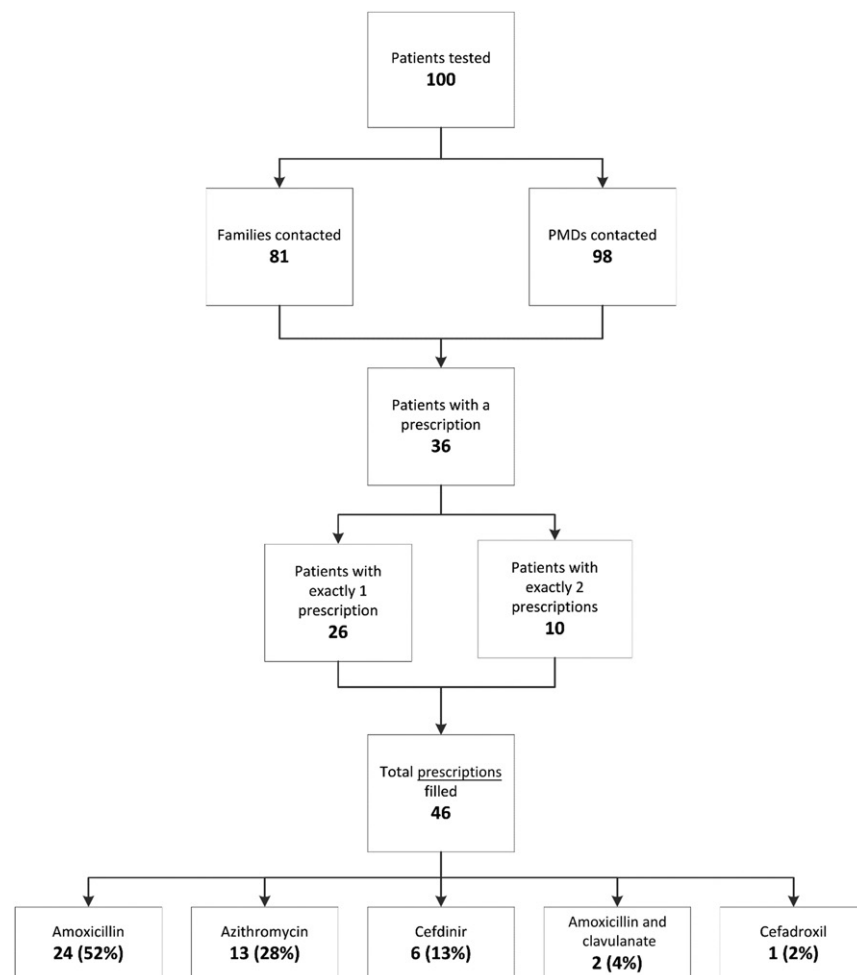 Patients tested
100
Families contacted
81
PMDs contacted
98
Patients with a
prescription
36
Patients with
exactly 1
prescription
26
Patients with
exactly 2
prescriptions
10
Total prescriptions
filled
46
Amoxicillin
24 (52%)
Azithromycin
13 (28%)
Cefdinir
6 (13%)
Amoxicillin and
clavulanate
2 (4%)
Cefadroxil
1 (2%)